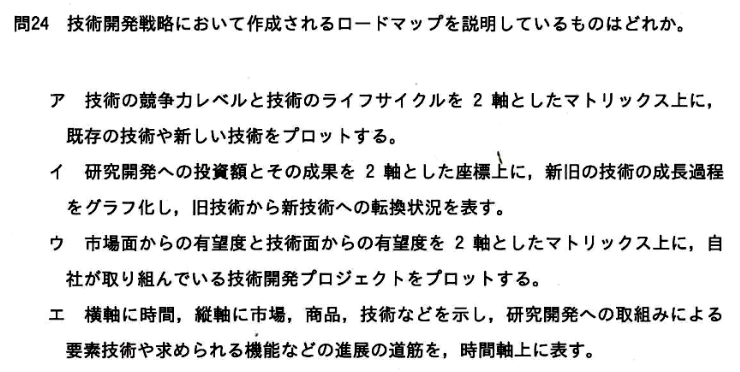 問24 技術開発戦略において作成されるロードマップを説明しているものはどれか。
ア 技術の競争力レベルと技術のライフサイクルを 2 軸としたマトリックス上に，
既存の技術や新しい技術をプロットする。
イ 研究開発への投資額とその成果を 2 軸とした座標上に，新旧の技術の成長過程
をグラフ化し，旧技術から新技術への転換状況を表す。
ウ 市場面からの有望度と技術面からの有望度を 2 軸としたマトリックス上に，自
社が取り組んでいる技術開発プロジェクトをプロットする。
エ 横軸に時間，縦軸に市場，商品，技術などを示し，研究開発への取組みによる
要素技術や求められる機能などの進展の道筋を，時間軸上に表す。